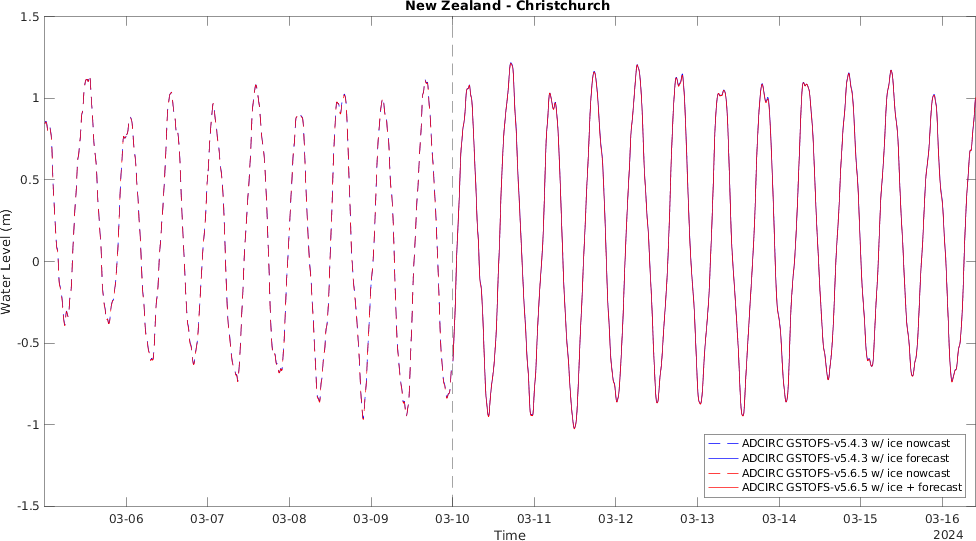 New Zealand - Christchurch
1.5
1
0.5
0
-0.5
-1
-1.5
Water Level (m)
03-06 03-07 03-08 03-09 03-10 03-11 03-12 03-13 03-14 03-15 03-16
Time
2024
ADCIRC GSTOFS-v5.4.3 w/ ice nowcast
ADCIRC GSTOFS-v5.4.3 w/ ice forecast
ADCIRC GSTOFS-v5.6.5 w/ ice nowcast
ADCIRC GSTOFS-v5.6.5 w/ ice + forecast